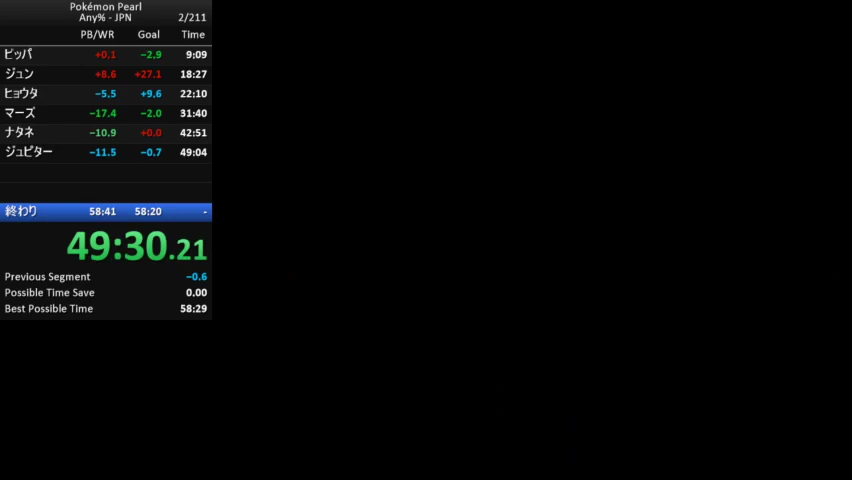 Pokémon Pearl
Any% - JPN 2/211
PB/WR Goal Time
ピッパ +0.1 −2.9 9:09
ジュン +8.6 +27.1 18:27
ヒョウタ −5.5 +9.6 22:10
マーズ −17.4 −2.0 31:40
ナタネ −10.9 +0.0 42:51
ジュピター −11.5 −0.7 49:04
終わり 58:41 58:20 -
49:30.21
Previous Segment −0.6
Possible Time Save 0.00
Best Possible Time 58:29